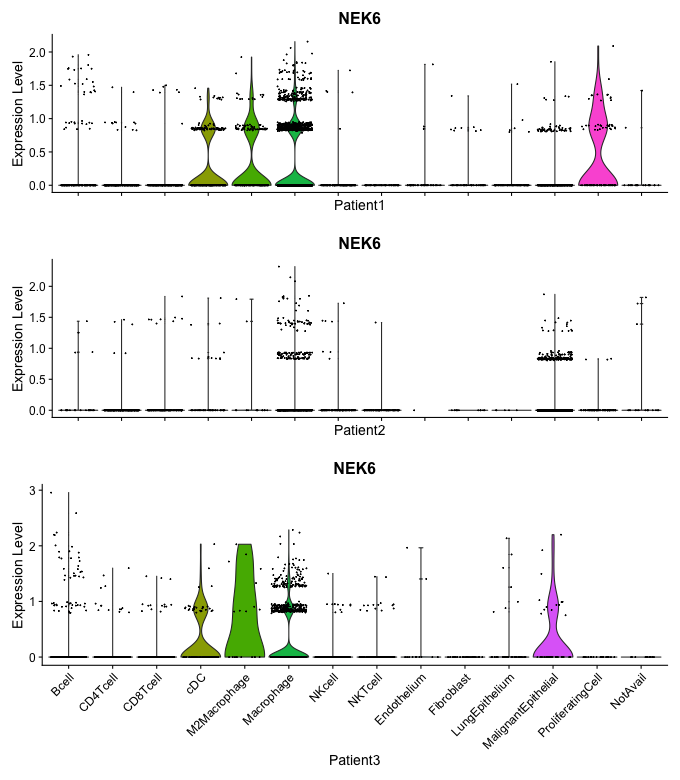 NEK6
Expression Level
2.0
1.5
1.0
0.5
0.0
Patient1
NEK6
Expression Level
2.0
1.5
1.0
0.5
0.0
Patient2
NEK6
Expression Level
3
2
1
0
Bcell
CD4Tcell
CD8Tcell
cDC
M2Macrophage
Macrophage
NKcell
NKTcell
Endothelium
Fibroblast
LungEpithelium
MalignantEpithelial
ProliferatingCell
NotAvail
Patient3